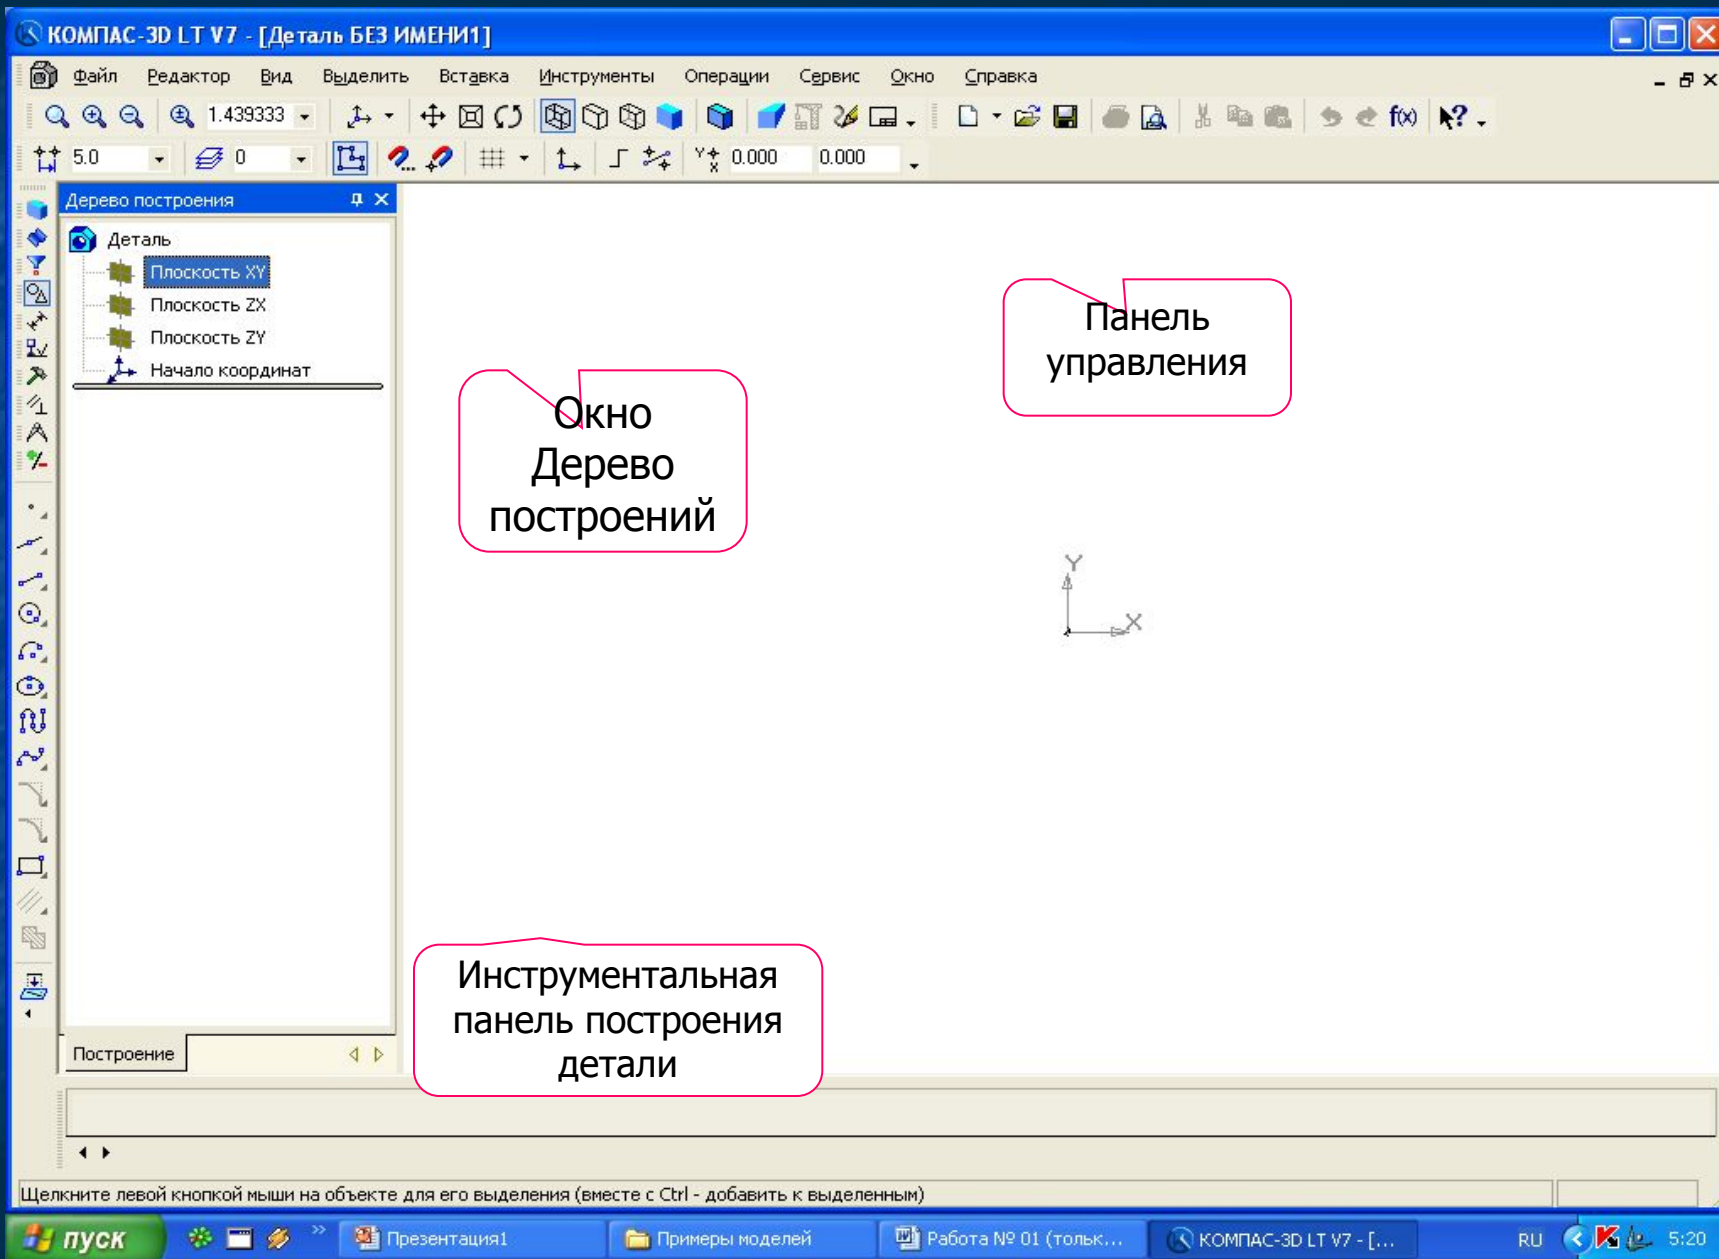 КОМПАС-3D LT V7 - [Деталь БЕЗ ИМЕНИ1]
Файл Редактор Вид Выделить Вставка Инструменты Операции Сервис Окно Справка
1.439333 f(x) ?
5.0 0 Y X 0.000 0.000
Дерево построения
Деталь
Плоскость XY
Плоскость ZX
Плоскость ZY
Начало координат
Панель
управления
Окно
Дерево
построений
Y
X
Инструментальная
панель построения
детали
Построение
Щелкните левой кнопкой мыши на объекте для его выделения (вместе с Ctrl - добавить к выделенным)
пуск Презентация1 Примеры моделей Работа № 01 (тольк... КОМПАС-3D LT V7 - [... RU 5:20